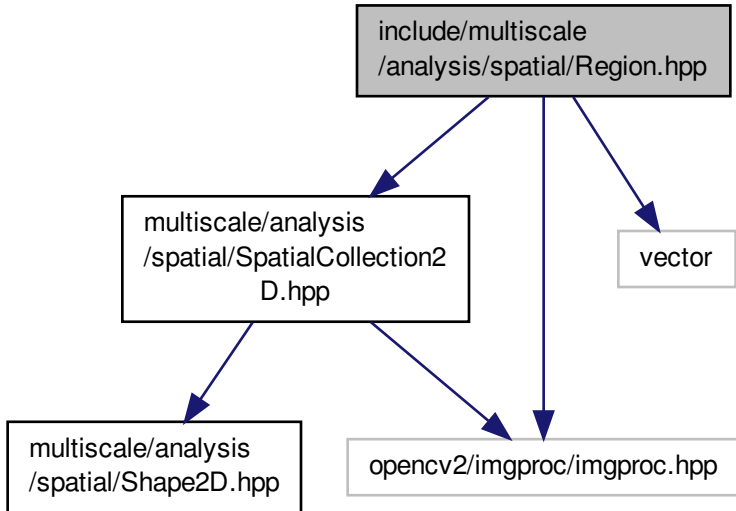 include/multiscale
/analysis/spatial/Region.hpp
multiscale/analysis
/spatial/SpatialCollection2
D.hpp
vector
multiscale/analysis
/spatial/Shape2D.hpp
opencv2/imgproc/imgproc.hpp